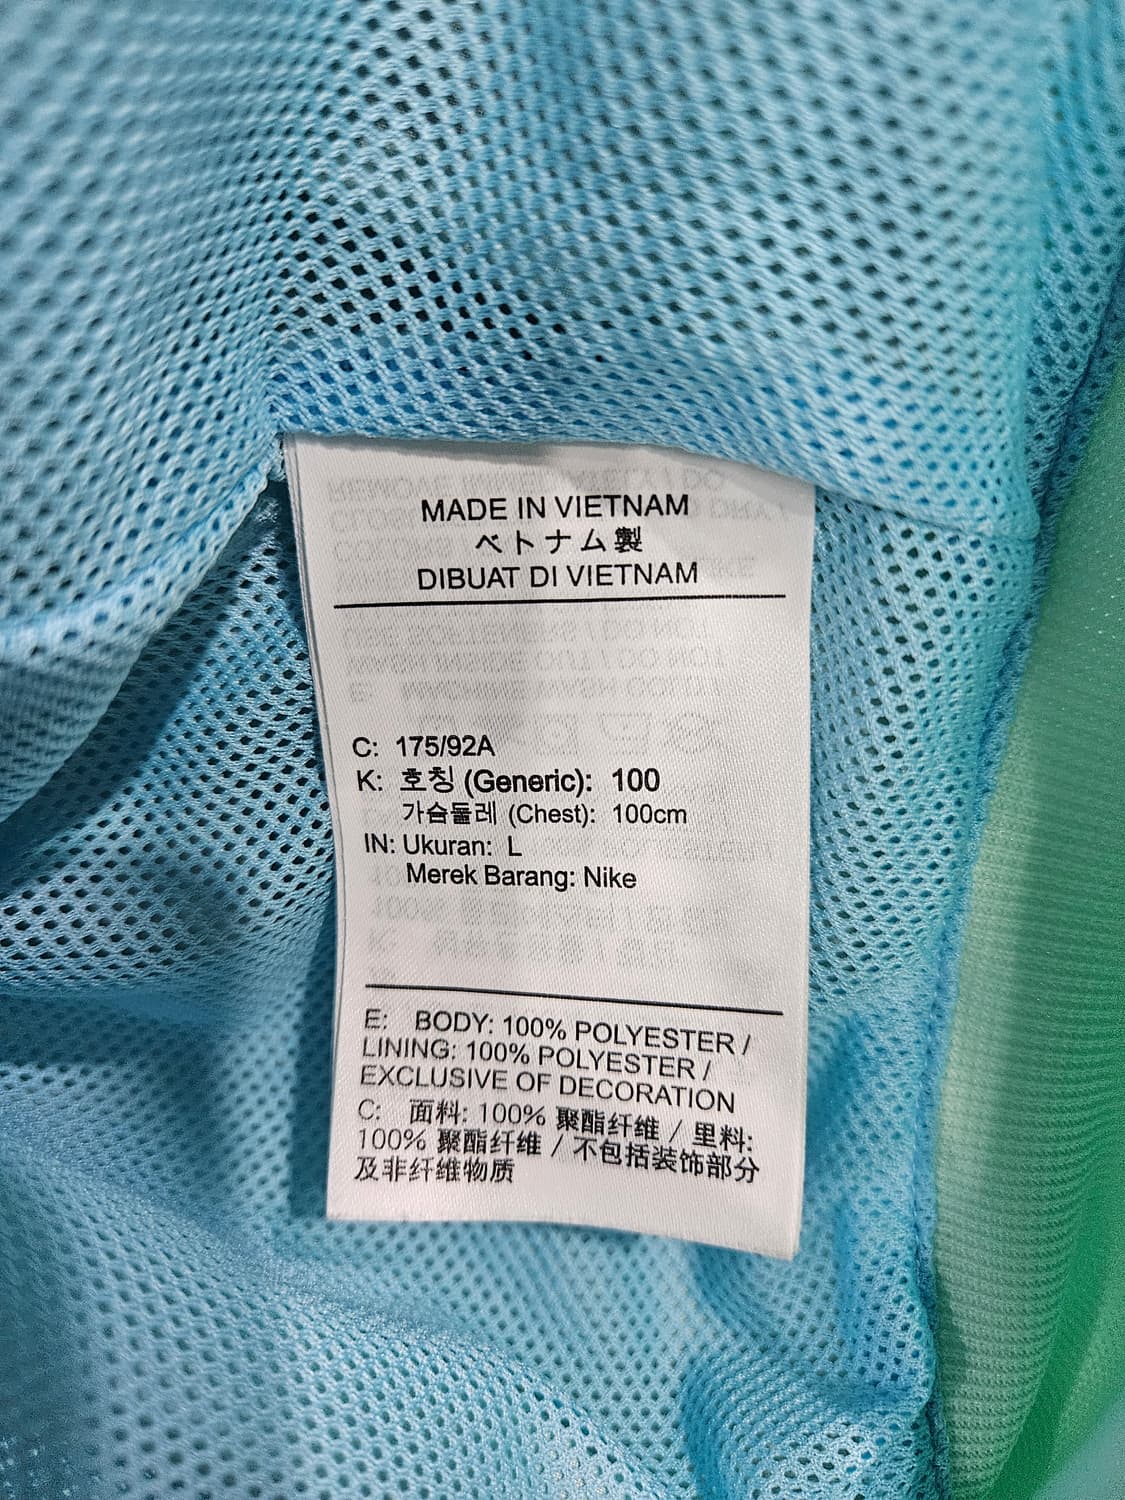 MADE IN VIETNAM
ベトナム製
DIBUAT DI VIETNAM
C: 175/92A
K: 호칭 (Generic): 100
가슴둘레 (Chest): 100cm
IN: Ukuran: L
Merek Barang: Nike
E: BODY: 100% POLYESTER /
LINING: 100% POLYESTER /
EXCLUSIVE OF DECORATION
C: 面料: 100% 聚酯纤维 / 里料:
100% 聚酯纤维 / 不包括装饰部分
及非纤维物质